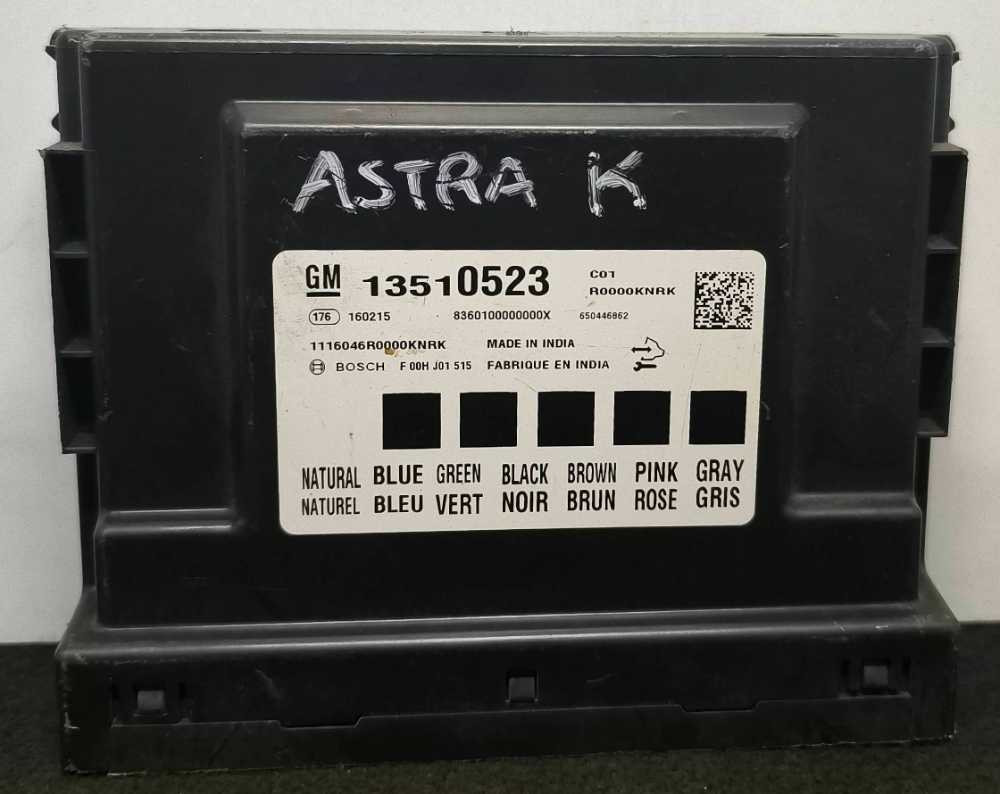 ASTRA K
GM 13510523 C01
R0000KNRK
176 160215 8360100000000X 650446862
1116046R0000KNRK MADE IN INDIA
BOSCH F 00H J01 515 FABRIQUE EN INDIA
NATURAL BLUE GREEN BLACK BROWN PINK GRAY
NATUREL BLEU VERT NOIR BRUN ROSE GRIS